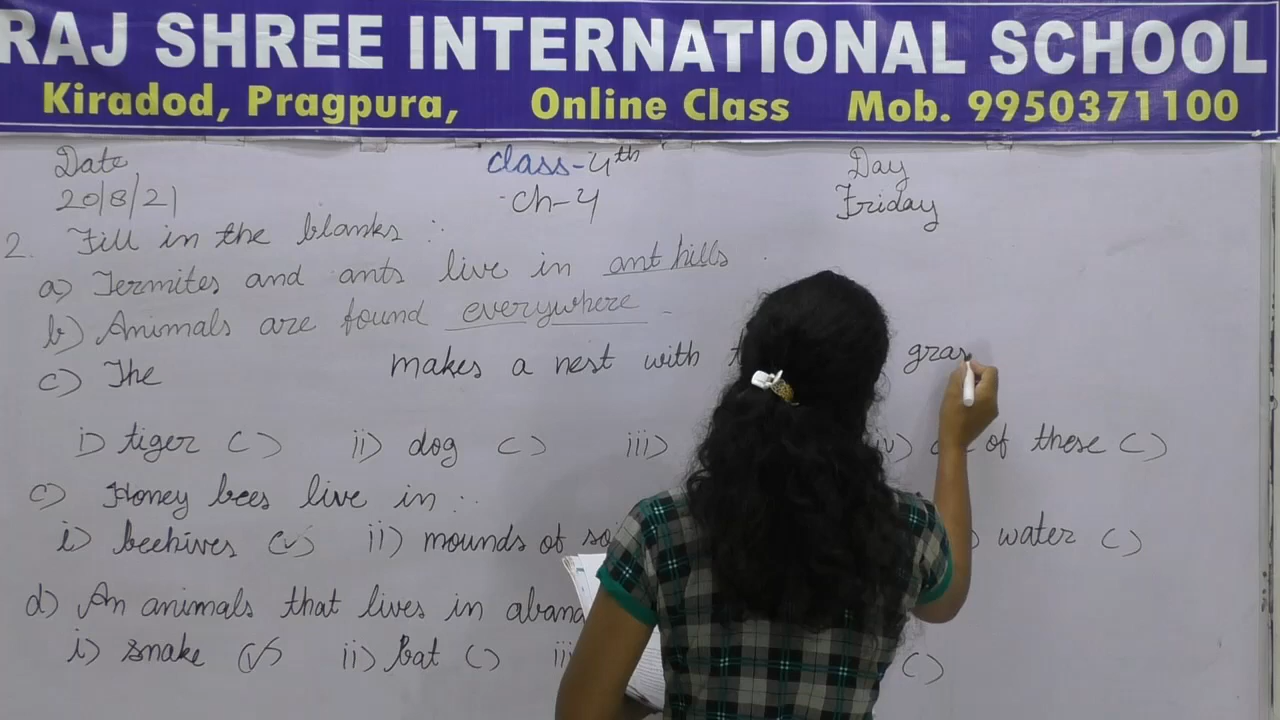 RAJ SHREE INTERNATIONAL SCHOOL
Kiradod, Pragpura, Online Class Mob. 9950371100
Date class-4th Day
20/8/21 Ch-4 Friday
2. Fill in the blanks :
a) Termites and ants live in ant hills .
b) Animals are found everywhere .
c) The makes a nest with gras
i) tiger ( ) ii) dog ( ) iii) iv) of these ( )
c) Honey bees live in :
i) beehives (✓) ii) mounds of water ( )
d) An animals that lives in
i) snake (✓) ii) bat ( ) ( )